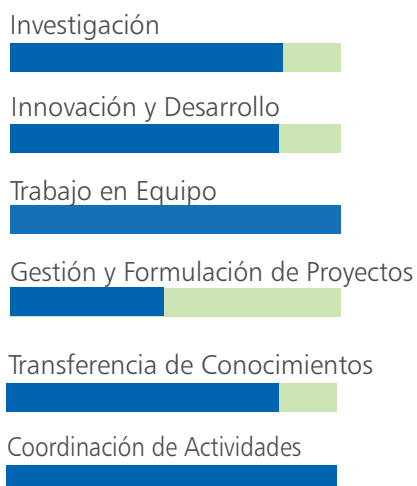 Investigación
Innovación y Desarrollo
Trabajo en Equipo
Gestión y Formulación de Proyectos
Transferencia de Conocimientos
Coordinación de Actividades